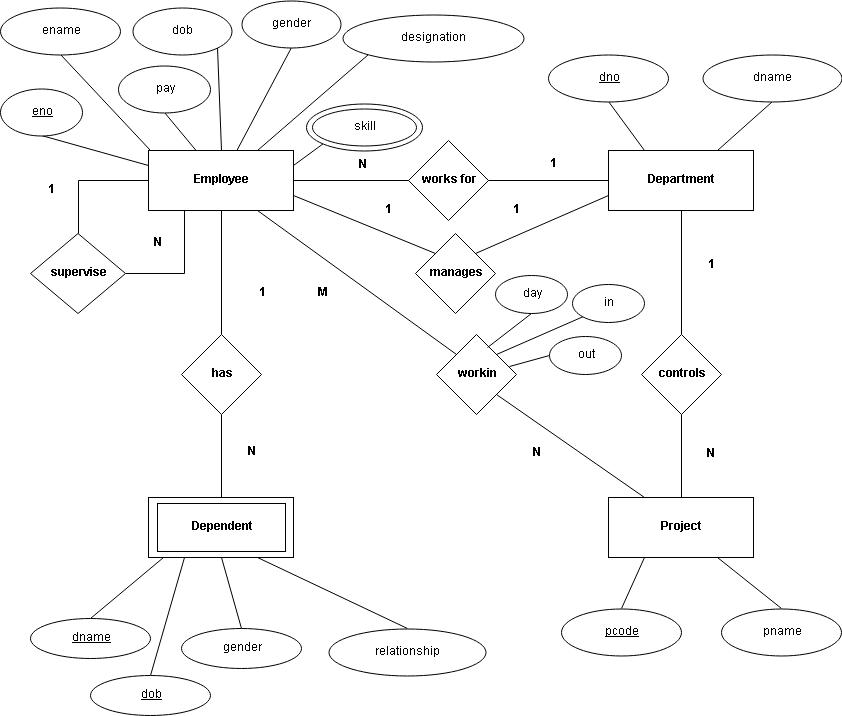 ename
dob
gender
designation
pay
eno
skill
dno
dname
Employee
N
works for
1
Department
1
N
supervise
1
1
manages
1
1
M
day
in
out
has
workin
controls
N
N
N
Dependent
Project
dname
gender
relationship
dob
pcode
pname